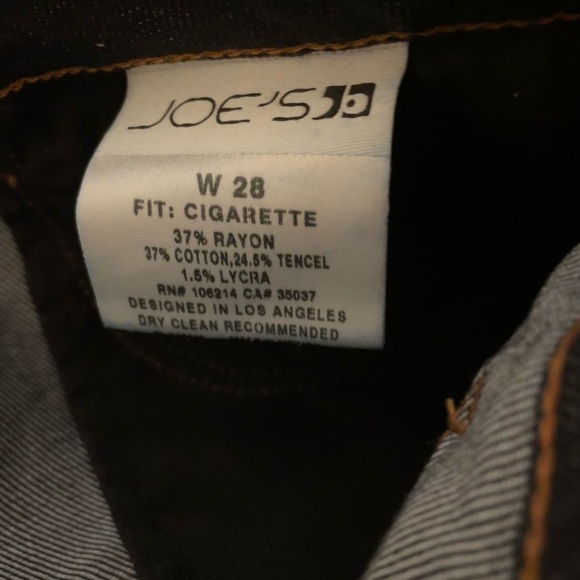 JOE'S
W 28
FIT: CIGARETTE
37% RAYON
37% COTTON,24.5% TENCEL
1.5% LYCRA
RN# 106214 CA# 35037
DESIGNED IN LOS ANGELES
DRY CLEAN RECOMMENDED